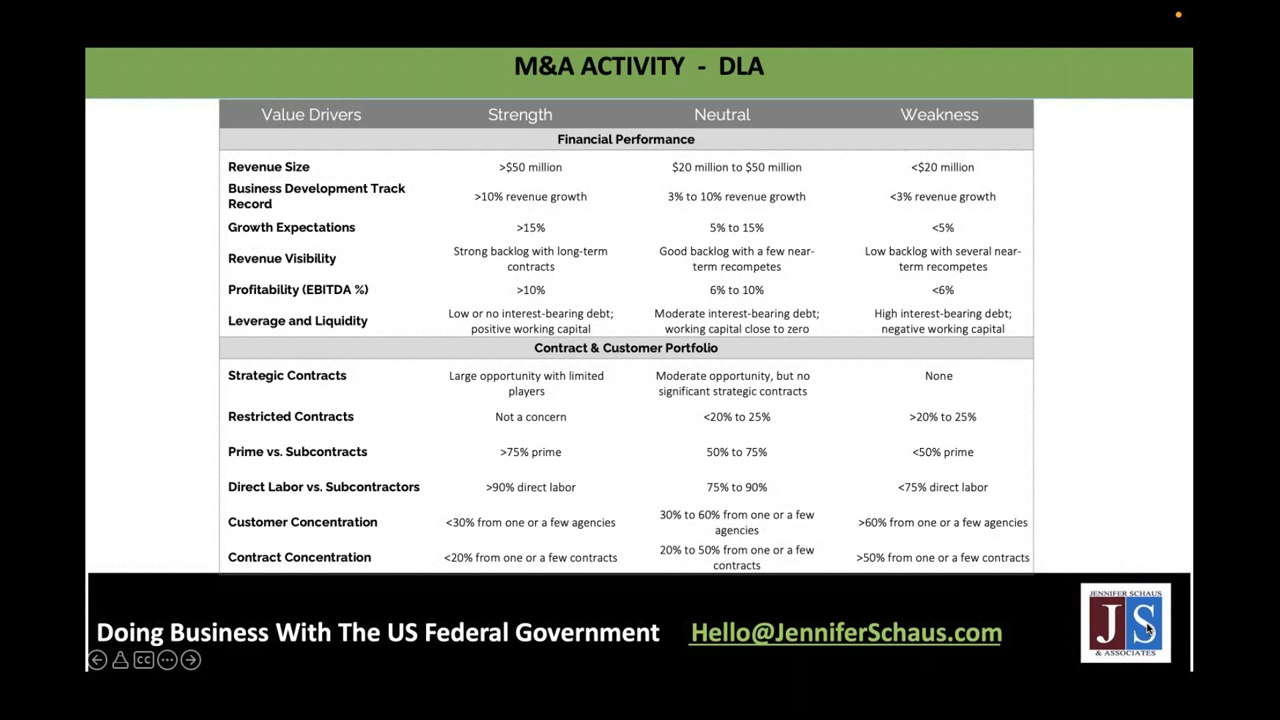 M&A ACTIVITY - DLA
Value Drivers Strength Neutral Weakness
Financial Performance
Revenue Size >$50 million $20 million to $50 million <$20 million
Business Development Track
Record >10% revenue growth 3% to 10% revenue growth <3% revenue growth
Growth Expectations >15% 5% to 15% <5%
Revenue Visibility Strong backlog with long-term Good backlog with a few near- Low backlog with several near-
contracts term recompetes term recompetes
Profitability (EBITDA %) >10% 6% to 10% <6%
Leverage and Liquidity Low or no interest-bearing debt; Moderate interest-bearing debt; High interest-bearing debt;
positive working capital working capital close to zero negative working capital
Contract & Customer Portfolio
Strategic Contracts Large opportunity with limited Moderate opportunity, but no None
players significant strategic contracts
Restricted Contracts Not a concern <20% to 25% >20% to 25%
Prime vs. Subcontracts >75% prime 50% to 75% <50% prime
Direct Labor vs. Subcontractors >90% direct labor 75% to 90% <75% direct labor
Customer Concentration <30% from one or a few agencies 30% to 60% from one or a few >60% from one or a few agencies
agencies
Contract Concentration <20% from one or a few contracts 20% to 50% from one or a few >50% from one or a few contracts
contracts
Doing Business With The US Federal Government Hello@JenniferSchaus.com
JENNIFER SCHAUS
JS
& ASSOCIATES
CC